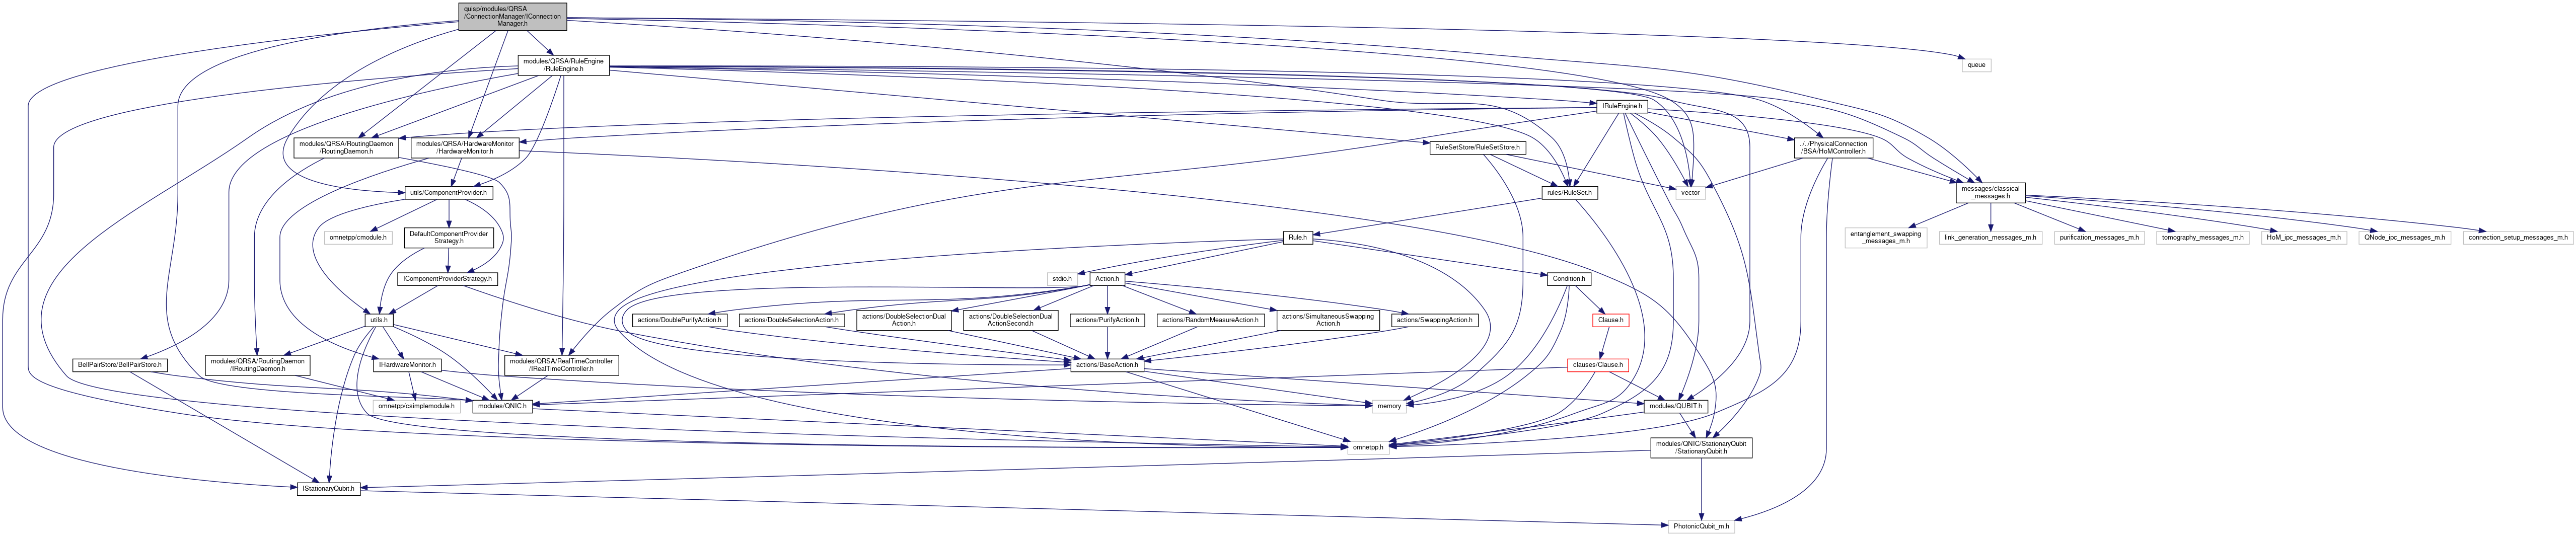 quisp/modules/QRSA
/ConnectionManager/IConnection
Manager.h
queue
modules/QRSA/RuleEngine
/RuleEngine.h
IRuleEngine.h
modules/QRSA/RoutingDaemon
/RoutingDaemon.h
modules/QRSA/HardwareMonitor
/HardwareMonitor.h
RuleSetStore/RuleSetStore.h
../../PhysicalConnection
/BSA/HoMController.h
utils/ComponentProvider.h
rules/RuleSet.h
vector
messages/classical
_messages.h
omnetpp/cmodule.h
DefaultComponentProvider
Strategy.h
Rule.h
entanglement_swapping
_messages_m.h
link_generation_messages_m.h
purification_messages_m.h
tomography_messages_m.h
HoM_ipc_messages_m.h
QNode_ipc_messages_m.h
connection_setup_messages_m.h
IComponentProviderStrategy.h
stdio.h
Action.h
Condition.h
utils.h
actions/DoublePurifyAction.h
actions/DoubleSelectionAction.h
actions/DoubleSelectionDual
Action.h
actions/DoubleSelectionDual
ActionSecond.h
actions/PurifyAction.h
actions/RandomMeasureAction.h
actions/SimultaneousSwapping
Action.h
actions/SwappingAction.h
Clause.h
BellPairStore/BellPairStore.h
modules/QRSA/RoutingDaemon
/IRoutingDaemon.h
IHardwareMonitor.h
modules/QRSA/RealTimeController
/IRealTimeController.h
actions/BaseAction.h
clauses/Clause.h
omnetpp/csimplemodule.h
modules/QNIC.h
memory
modules/QUBIT.h
omnetpp.h
modules/QNIC/StationaryQubit
/StationaryQubit.h
IStationaryQubit.h
PhotonicQubit_m.h